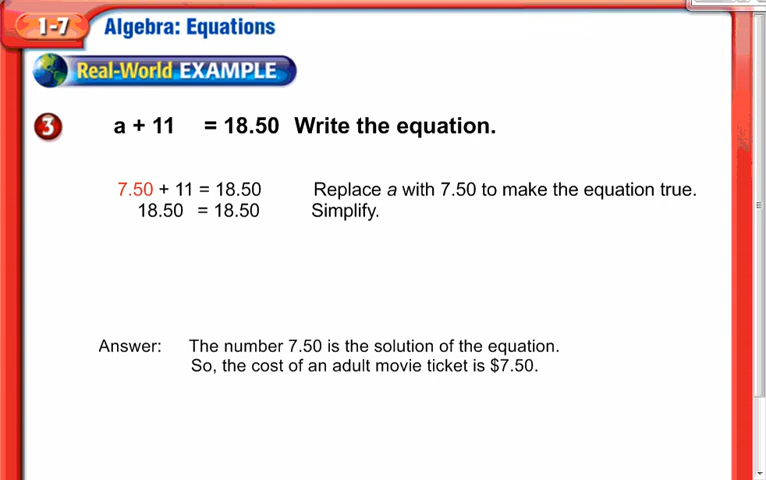 1-7 Algebra: Equations
Real-World EXAMPLE
3 a + 11 = 18.50 Write the equation.
7.50 + 11 = 18.50 Replace a with 7.50 to make the equation true.
18.50 = 18.50 Simplify.
Answer: The number 7.50 is the solution of the equation.
So, the cost of an adult movie ticket is $7.50.